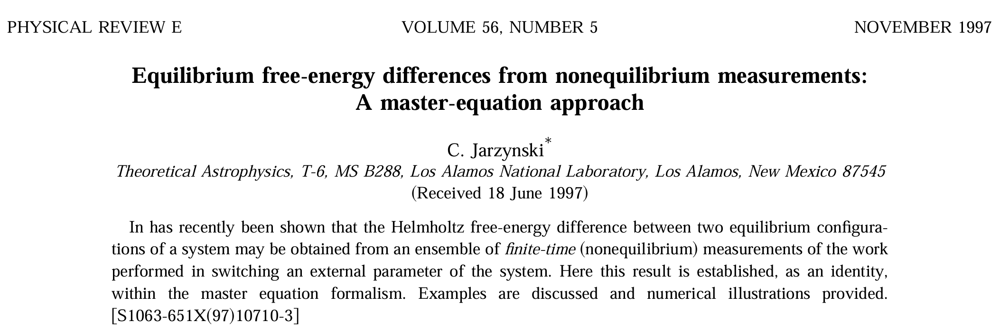 PHYSICAL REVIEW E VOLUME 56, NUMBER 5 NOVEMBER 1997
Equilibrium free-energy differences from nonequilibrium measurements:
A master-equation approach
C. Jarzynski*
Theoretical Astrophysics, T-6, MS B288, Los Alamos National Laboratory, Los Alamos, New Mexico 87545
(Received 18 June 1997)
In has recently been shown that the Helmholtz free-energy difference between two equilibrium configura-
tions of a system may be obtained from an ensemble of finite-time (nonequilibrium) measurements of the work
performed in switching an external parameter of the system. Here this result is established, as an identity,
within the master equation formalism. Examples are discussed and numerical illustrations provided.
[S1063-651X(97)10710-3]